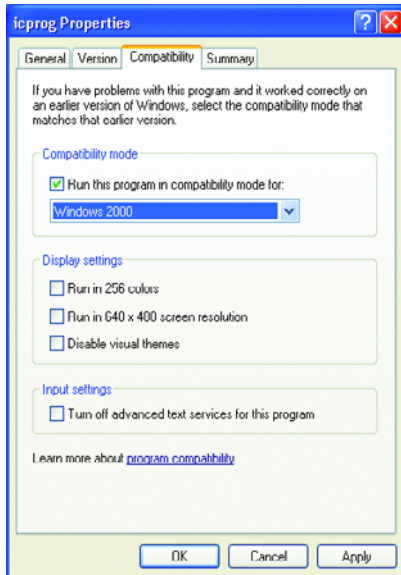 icprog Properties
General Version Compatibility Summary
If you have problems with this program and it worked correctly on
an earlier version of Windows, select the compatibility mode that
matches that earlier version.
Compatibility mode
Run this program in compatibility mode for:
Windows 2000
Display settings
Run in 256 colors
Run in 640 x 400 screen resolution
Disable visual themes
Input settings
Turn off advanced text services for this program
Learn more about program compatibility
OK Cancel Apply